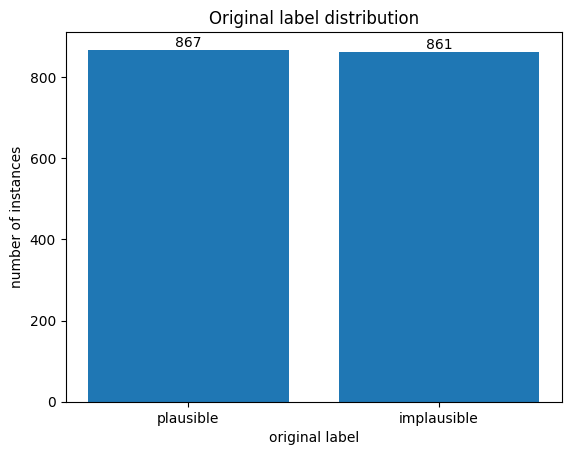 Original label distribution
867
861
800
600
400
200
0
number of instances
plausible
implausible
original label